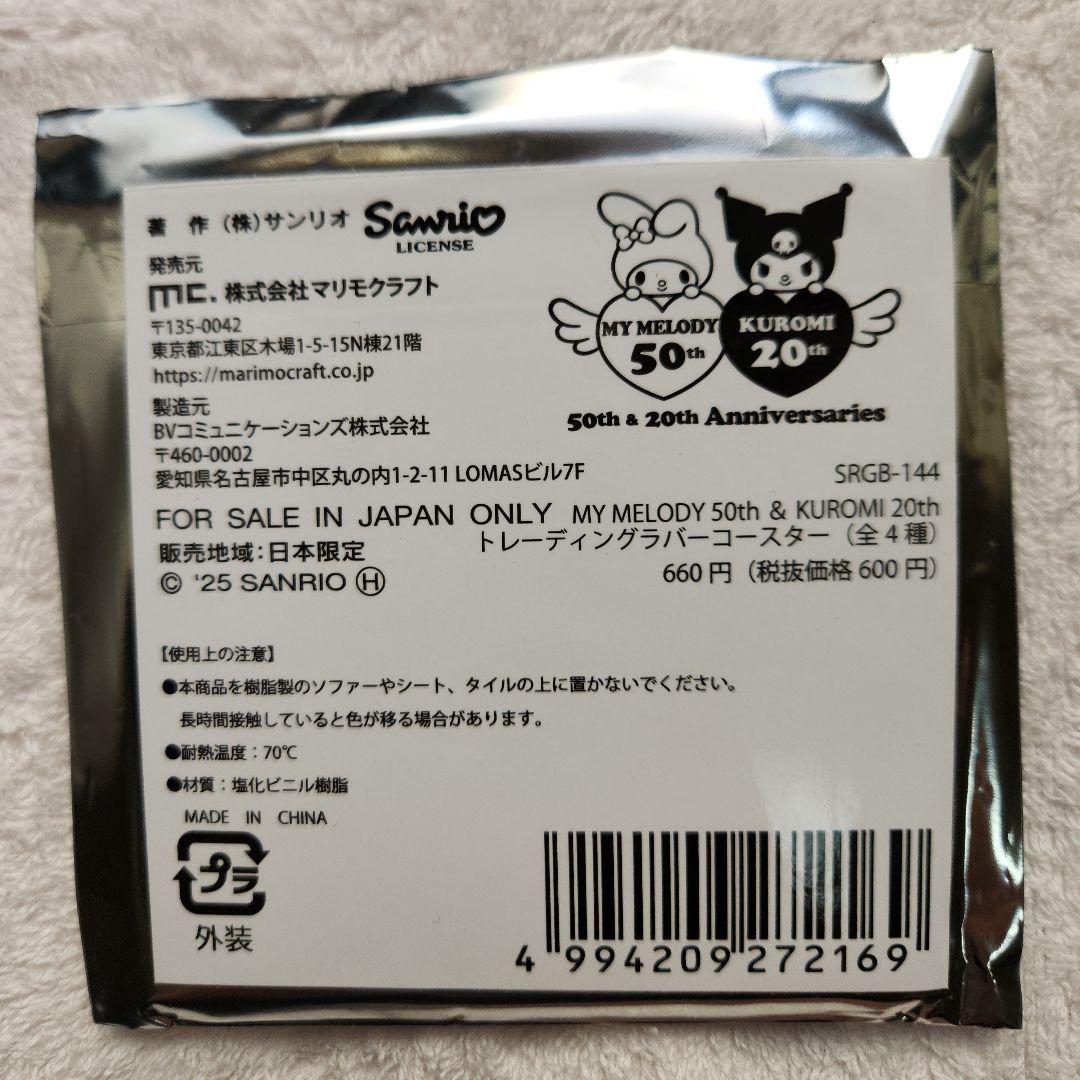 著　作 (株)サンリオ Sanrio
LICENSE
発売元
mc. 株式会社マリモクラフト
〒135-0042
東京都江東区木場1-5-15N棟21階
https://marimocraft.co.jp
製造元
BVコミュニケーションズ株式会社
〒460-0002
愛知県名古屋市中区丸の内1-2-11 LOMASビル7F
MY MELODY
50th
KUROMI
20th
50th & 20th Anniversaries
SRGB-144
FOR SALE IN JAPAN ONLY
販売地域:日本限定
© '25 SANRIO Ⓗ
MY MELODY 50th & KUROMI 20th
トレーディングラバーコースター（全4種）
660円（税抜価格 600円）
【使用上の注意】
●本商品を樹脂製のソファーやシート、タイルの上に置かないでください。
長時間接触していると色が移る場合があります。
●耐熱温度：70℃
●材質：塩化ビニル樹脂
MADE IN CHINA
プラ
外装
4 994209 272169